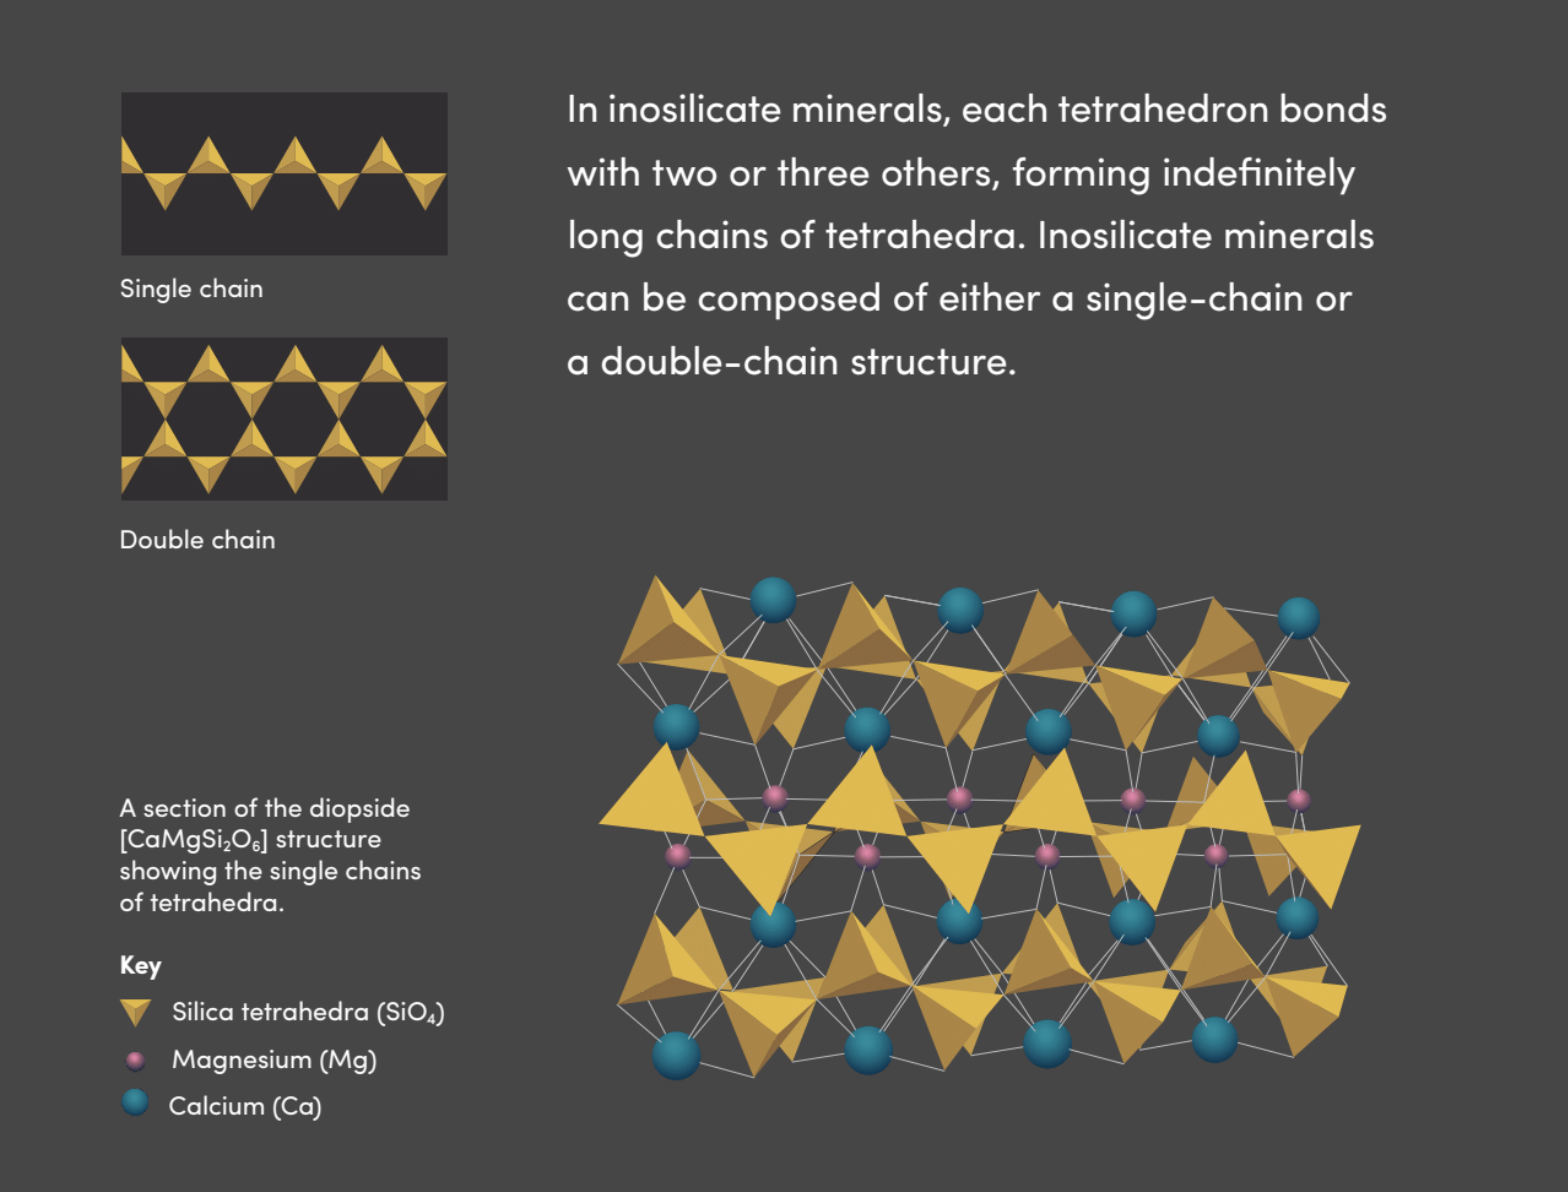 In inosilicate minerals, each tetrahedron bonds
with two or three others, forming indefinitely
long chains of tetrahedra. Inosilicate minerals
can be composed of either a single-chain or
a double-chain structure.
Single chain
Double chain
A section of the diopside
[CaMgSi₂O₆] structure
showing the single chains
of tetrahedra.
Key
Silica tetrahedra (SiO₄)
Magnesium (Mg)
Calcium (Ca)